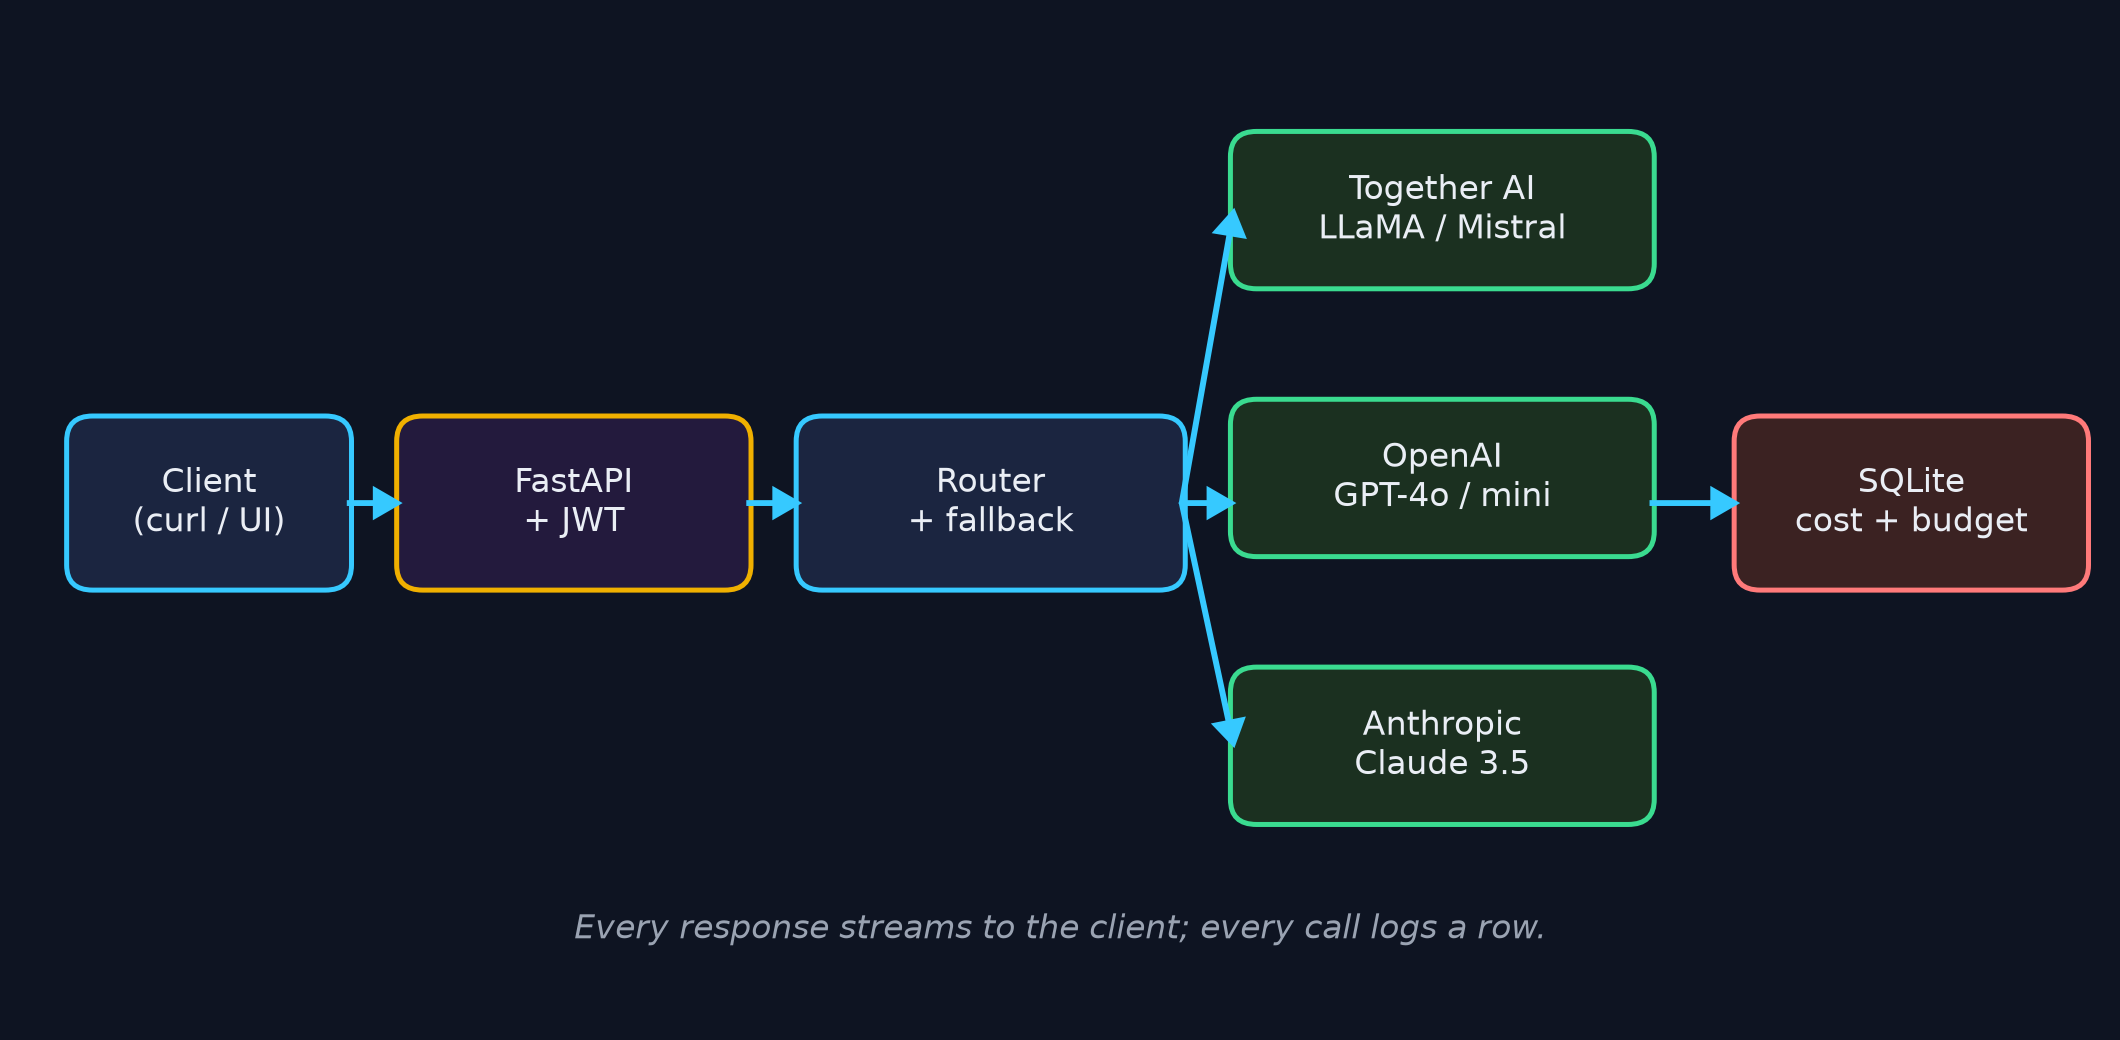 Client
(curl / UI)
FastAPI
+ JWT
Router
+ fallback
Together AI
LLaMA / Mistral
OpenAI
GPT-4o / mini
Anthropic
Claude 3.5
SQLite
cost + budget
Every response streams to the client; every call logs a row.